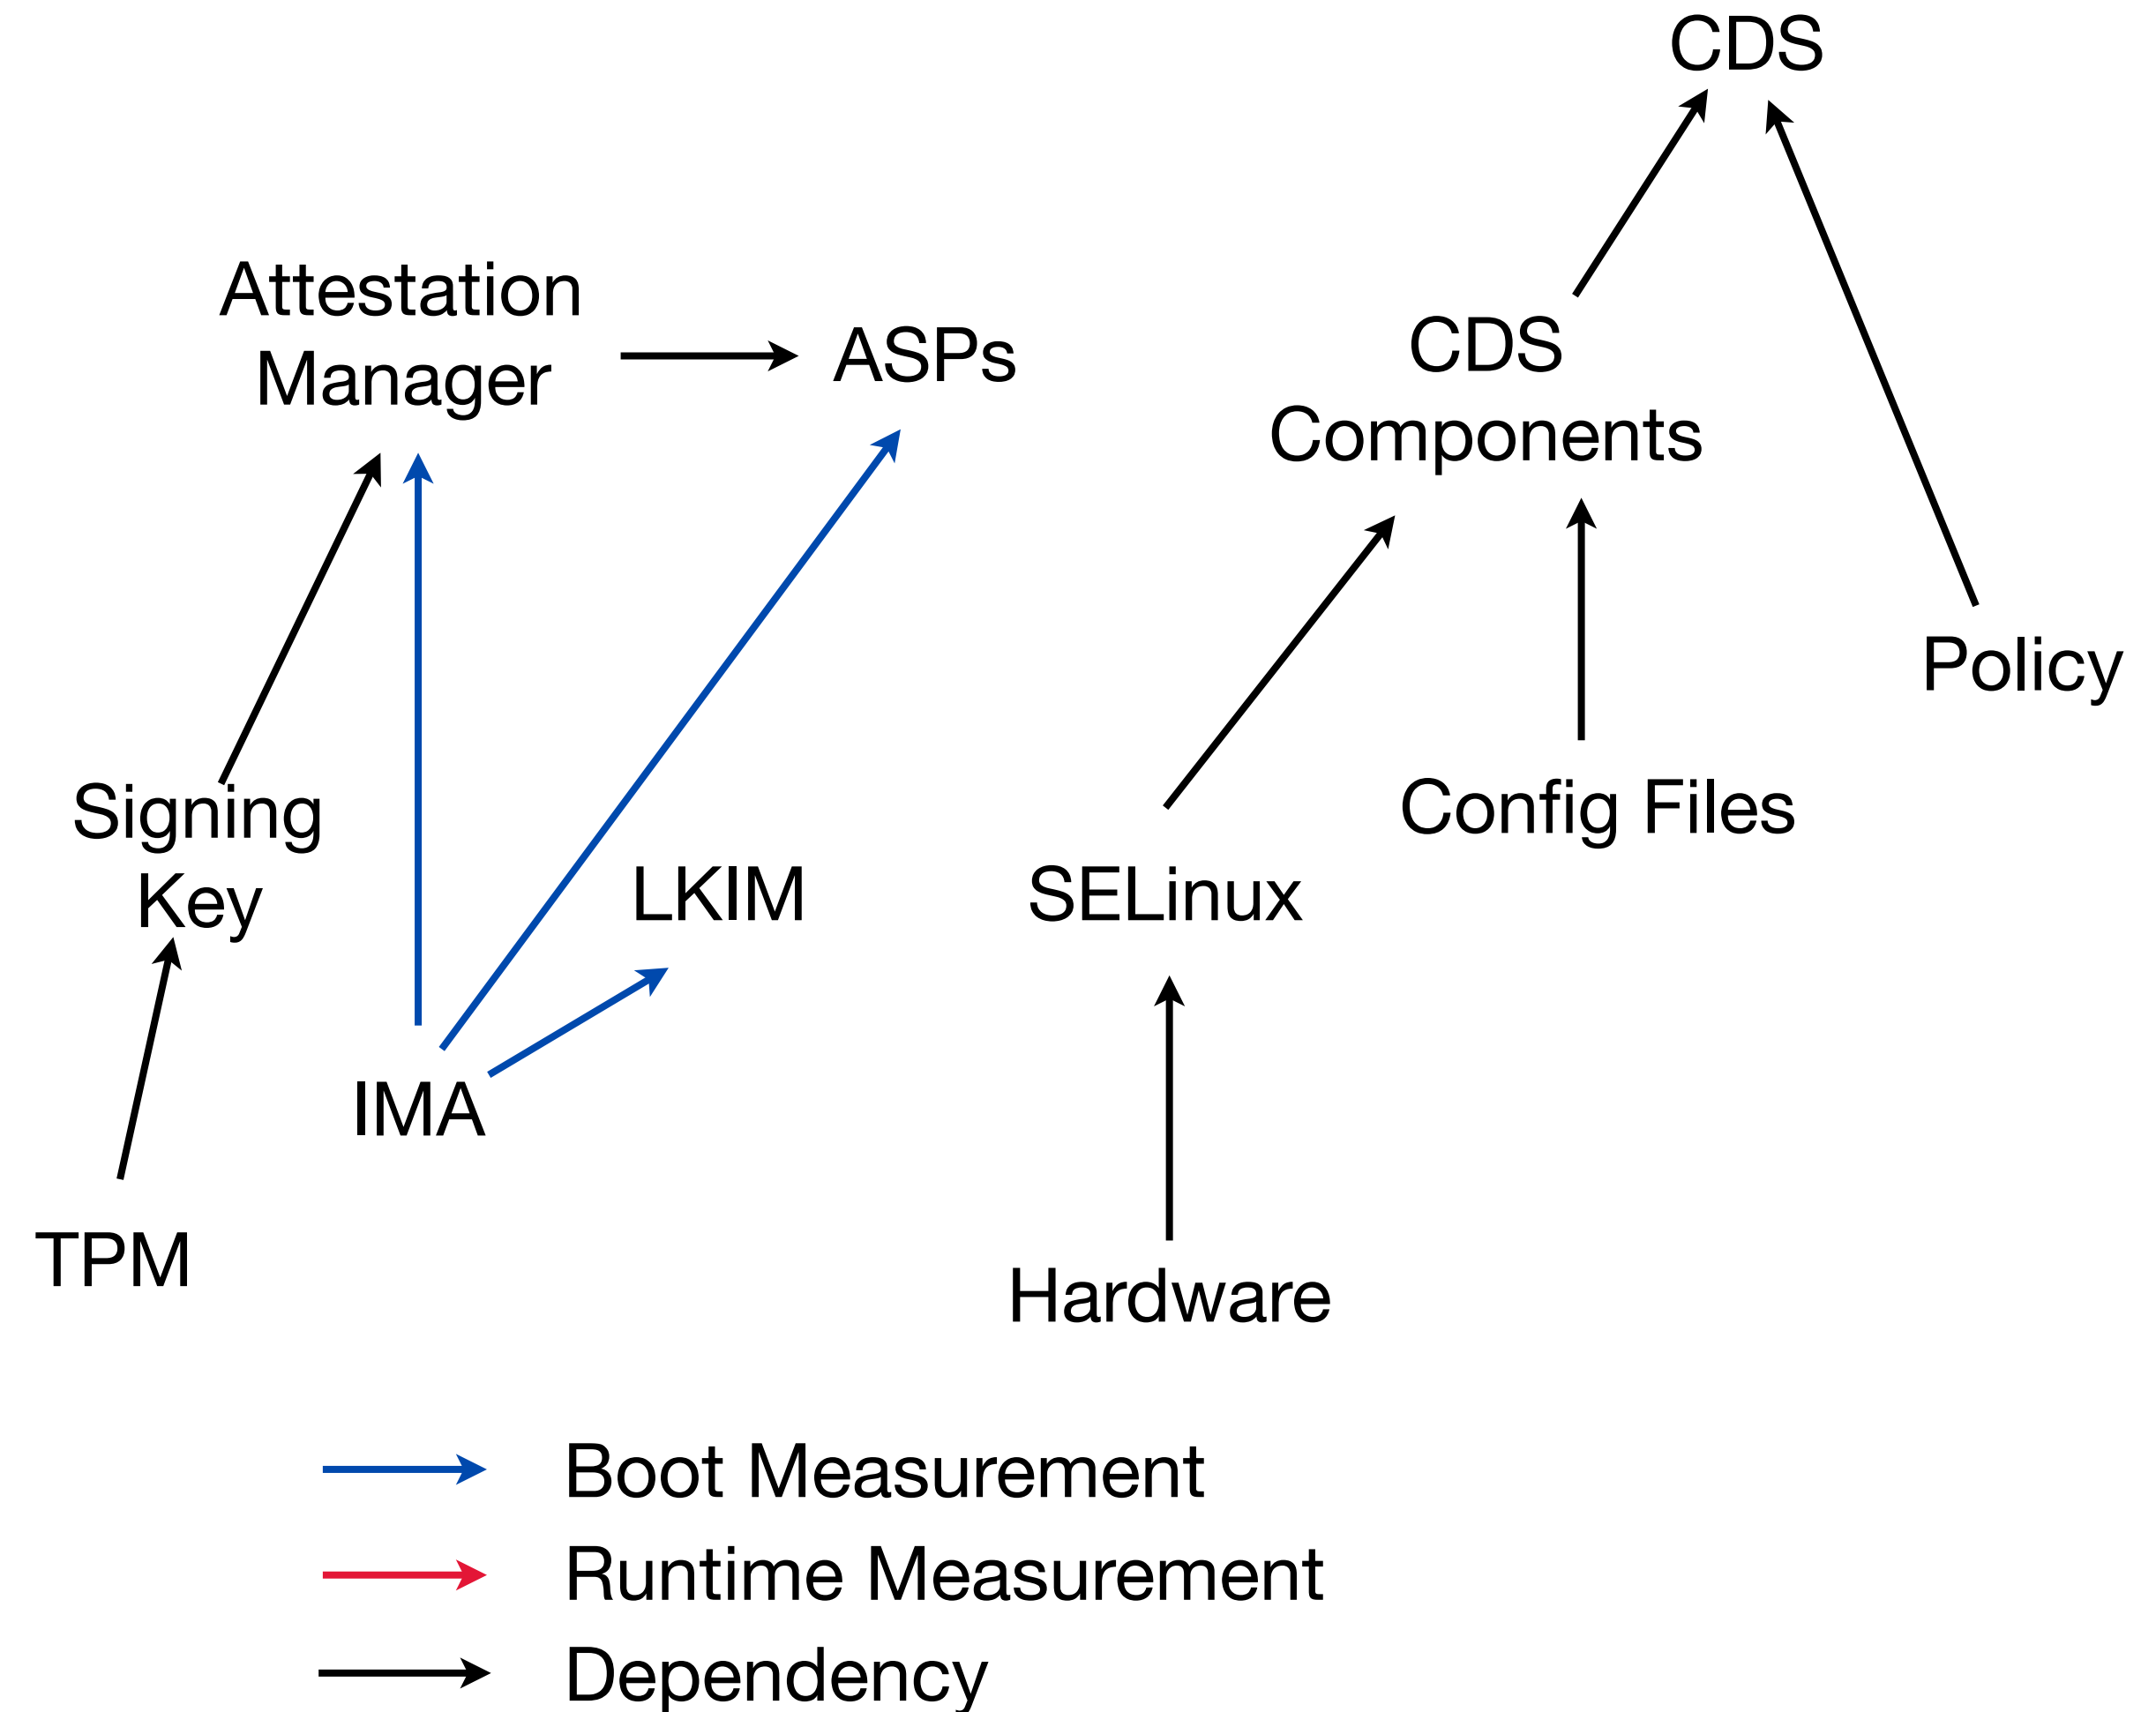 CDS
Attestation
Manager
ASPs
CDS
Components
Policy
Signing
Key
LKIM
SELinux
Config Files
IMA
TPM
Hardware
Boot Measurement
Runtime Measurement
Dependency